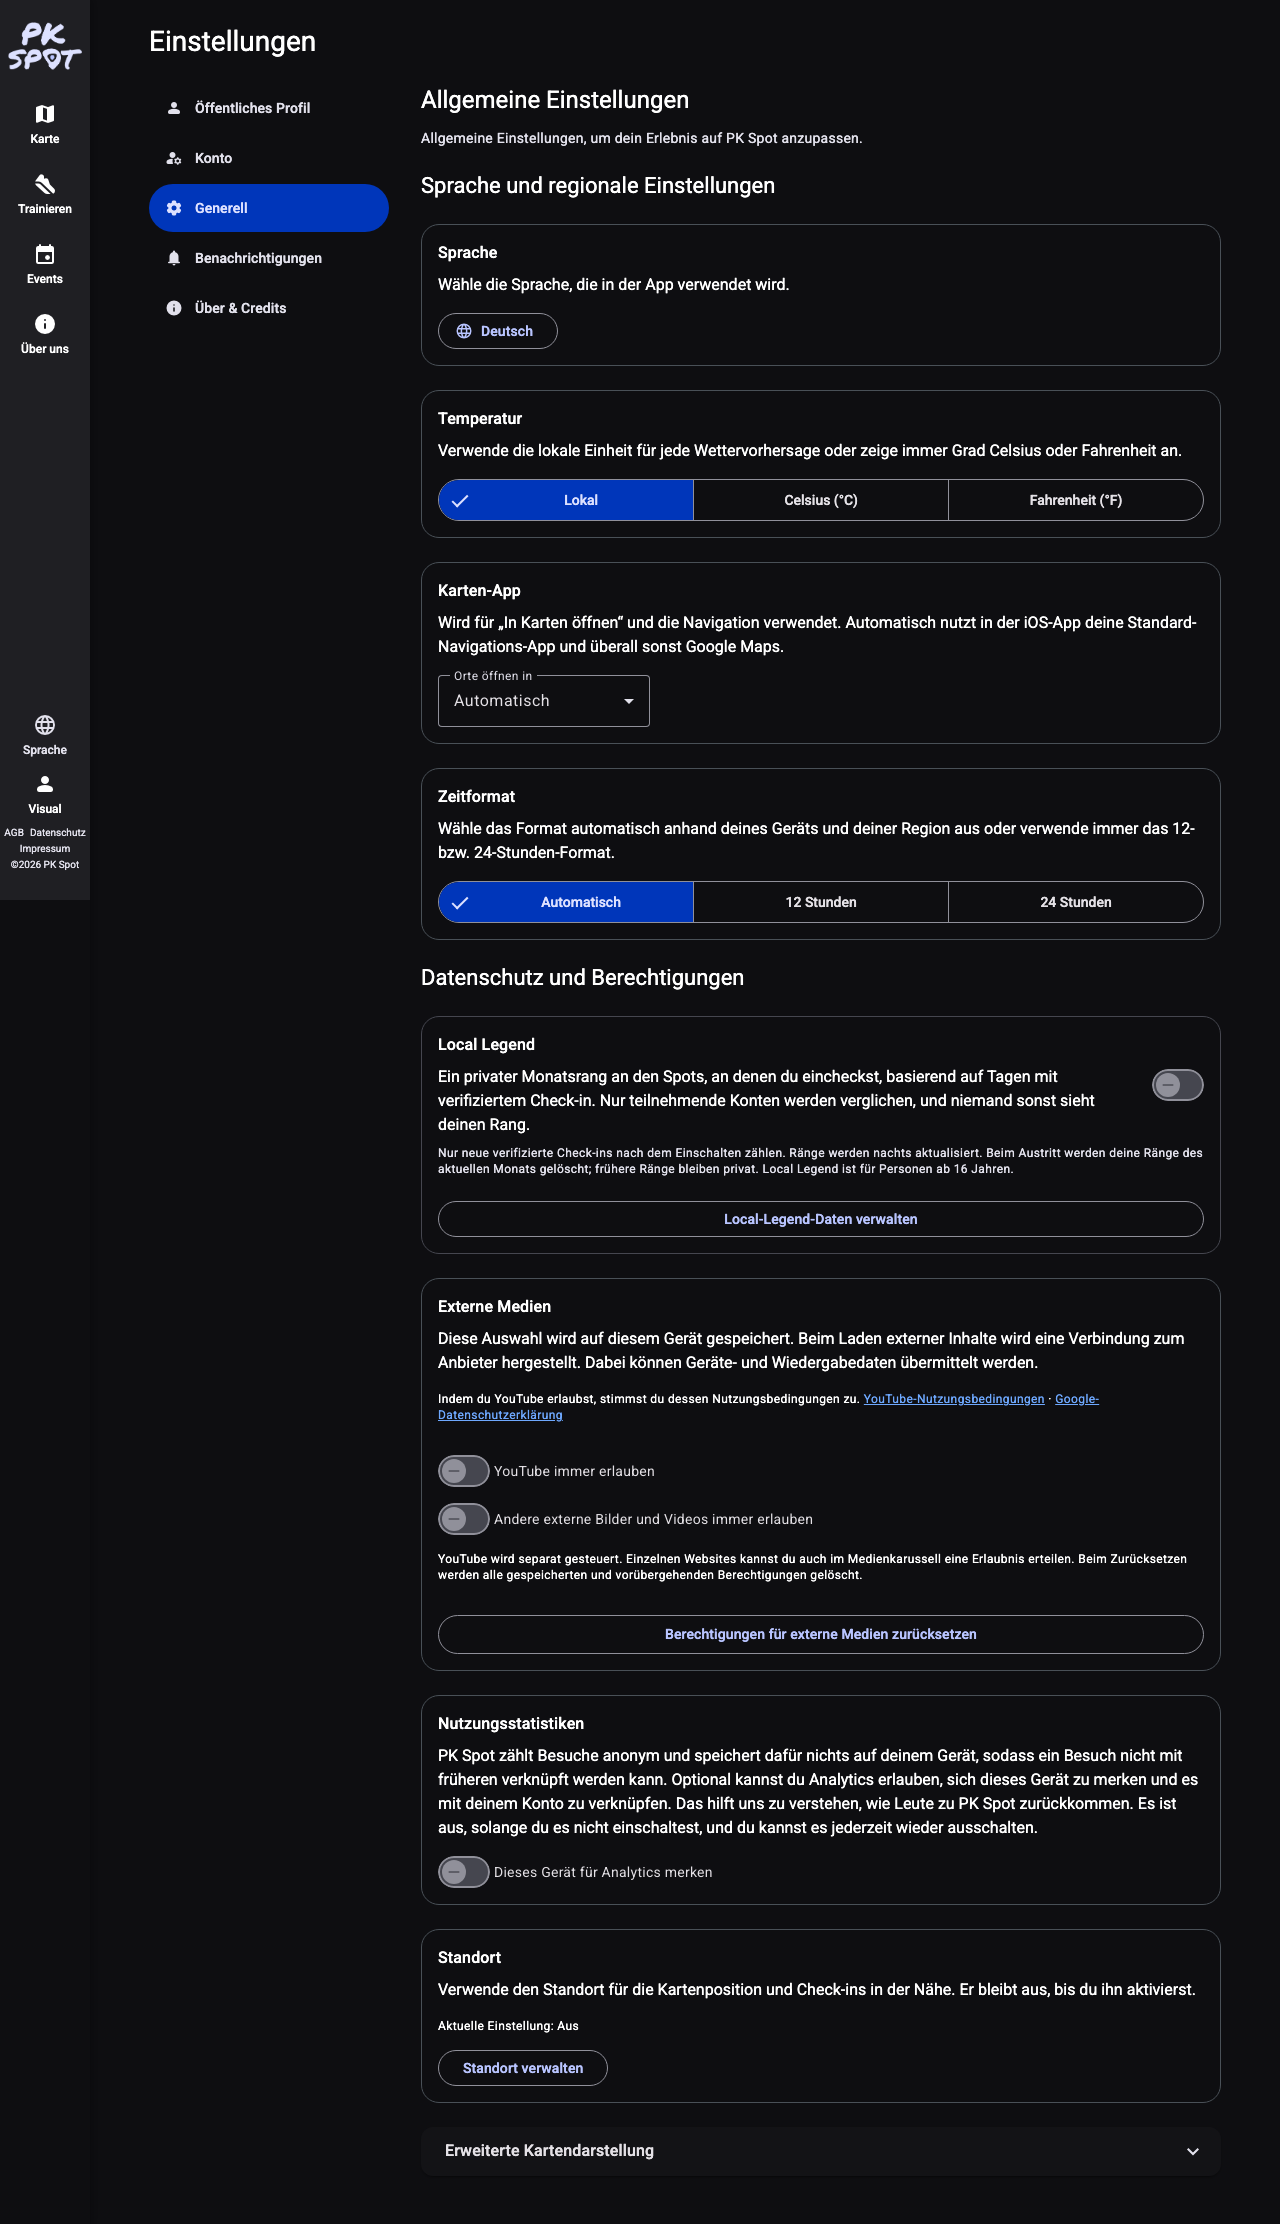 PK
SPOT
Karte
Trainieren
Events
Über uns
Sprache
Visual
AGB Datenschutz
Impressum
©2026 PK Spot
Einstellungen
Öffentliches Profil
Konto
Generell
Benachrichtigungen
Über & Credits
Allgemeine Einstellungen
Allgemeine Einstellungen, um dein Erlebnis auf PK Spot anzupassen.
Sprache und regionale Einstellungen
Sprache
Wähle die Sprache, die in der App verwendet wird.
Deutsch
Temperatur
Verwende die lokale Einheit für jede Wettervorhersage oder zeige immer Grad Celsius oder Fahrenheit an.
Lokal Celsius (°C) Fahrenheit (°F)
Karten-App
Wird für „In Karten öffnen“ und die Navigation verwendet. Automatisch nutzt in der iOS-App deine Standard-
Navigations-App und überall sonst Google Maps.
Orte öffnen in
Automatisch
Zeitformat
Wähle das Format automatisch anhand deines Geräts und deiner Region aus oder verwende immer das 12-
bzw. 24-Stunden-Format.
Automatisch 12 Stunden 24 Stunden
Datenschutz und Berechtigungen
Local Legend
Ein privater Monatsrang an den Spots, an denen du eincheckst, basierend auf Tagen mit
verifiziertem Check-in. Nur teilnehmende Konten werden verglichen, und niemand sonst sieht
deinen Rang.
Nur neue verifizierte Check-ins nach dem Einschalten zählen. Ränge werden nachts aktualisiert. Beim Austritt werden deine Ränge des
aktuellen Monats gelöscht; frühere Ränge bleiben privat. Local Legend ist für Personen ab 16 Jahren.
Local-Legend-Daten verwalten
Externe Medien
Diese Auswahl wird auf diesem Gerät gespeichert. Beim Laden externer Inhalte wird eine Verbindung zum
Anbieter hergestellt. Dabei können Geräte- und Wiedergabedaten übermittelt werden.
Indem du YouTube erlaubst, stimmst du dessen Nutzungsbedingungen zu. YouTube-Nutzungsbedingungen · Google-
Datenschutzerklärung
YouTube immer erlauben
Andere externe Bilder und Videos immer erlauben
YouTube wird separat gesteuert. Einzelnen Websites kannst du auch im Medienkarussell eine Erlaubnis erteilen. Beim Zurücksetzen
werden alle gespeicherten und vorübergehenden Berechtigungen gelöscht.
Berechtigungen für externe Medien zurücksetzen
Nutzungsstatistiken
PK Spot zählt Besuche anonym und speichert dafür nichts auf deinem Gerät, sodass ein Besuch nicht mit
früheren verknüpft werden kann. Optional kannst du Analytics erlauben, sich dieses Gerät zu merken und es
mit deinem Konto zu verknüpfen. Das hilft uns zu verstehen, wie Leute zu PK Spot zurückkommen. Es ist
aus, solange du es nicht einschaltest, und du kannst es jederzeit wieder ausschalten.
Dieses Gerät für Analytics merken
Standort
Verwende den Standort für die Kartenposition und Check-ins in der Nähe. Er bleibt aus, bis du ihn aktivierst.
Aktuelle Einstellung: Aus
Standort verwalten
Erweiterte Kartendarstellung